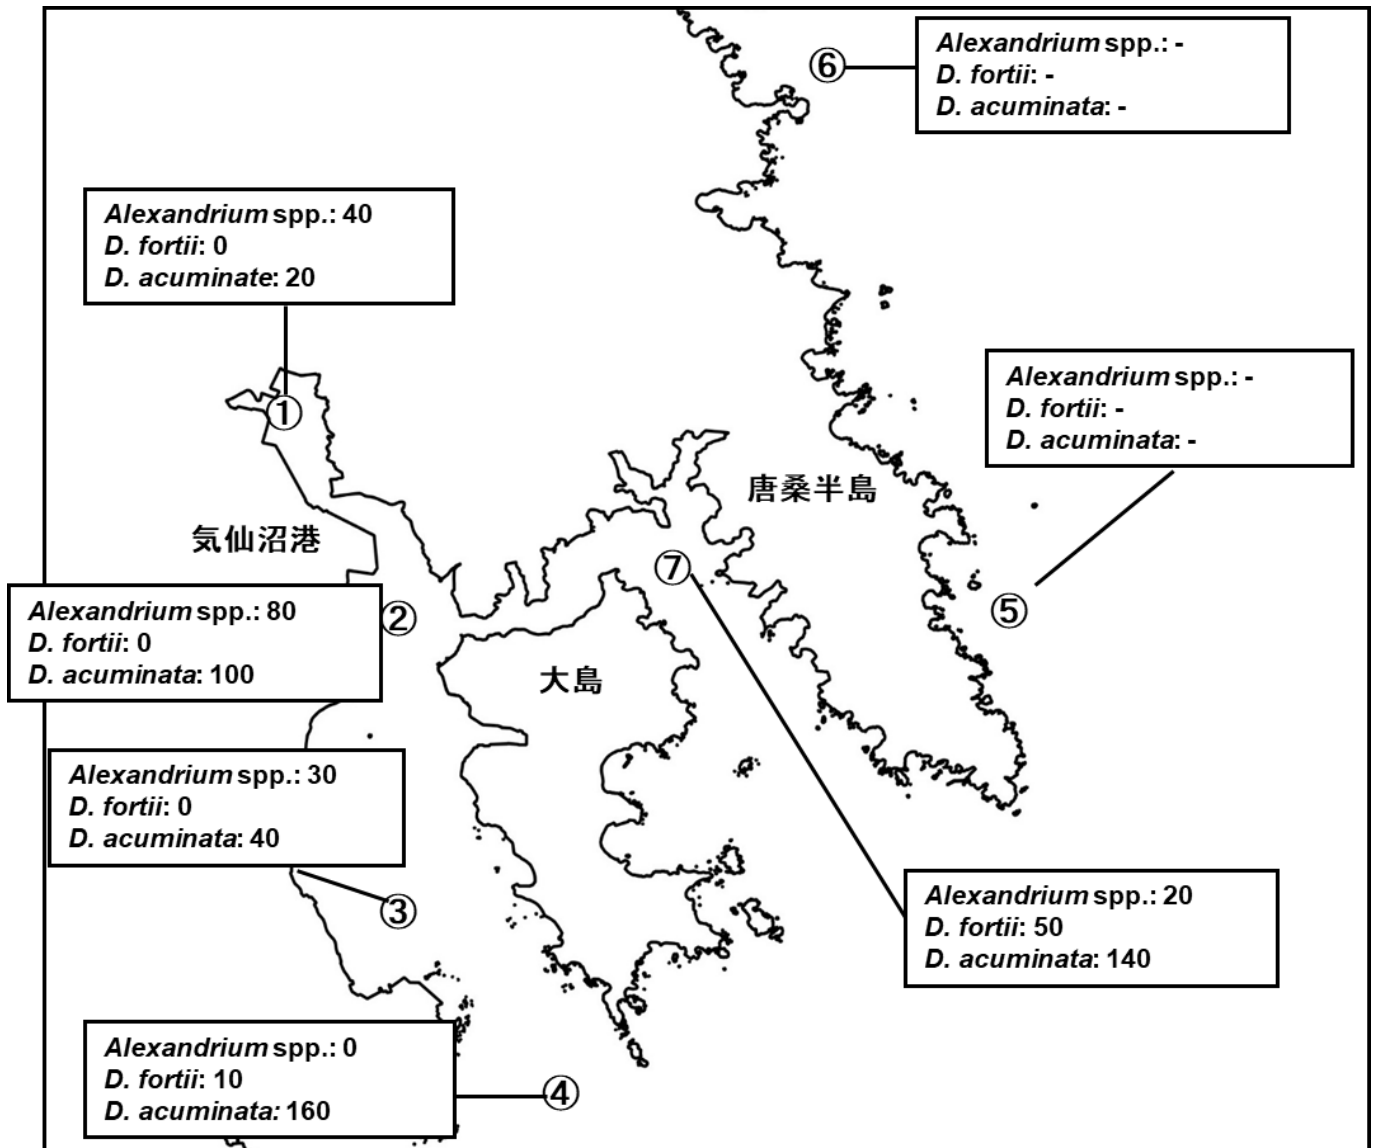 Alexandrium spp.: -
D. fortii: -
D. acuminata: -
⑥
Alexandrium spp.: 40
D. fortii: 0
D. acuminate: 20
①
Alexandrium spp.: -
D. fortii: -
D. acuminata: -
唐桑半島
気仙沼港
⑦
⑤
Alexandrium spp.: 80
D. fortii: 0
D. acuminata: 100
②
大島
Alexandrium spp.: 30
D. fortii: 0
D. acuminata: 40
③
Alexandrium spp.: 20
D. fortii: 50
D. acuminata: 140
Alexandrium spp.: 0
D. fortii: 10
D. acuminata: 160
④